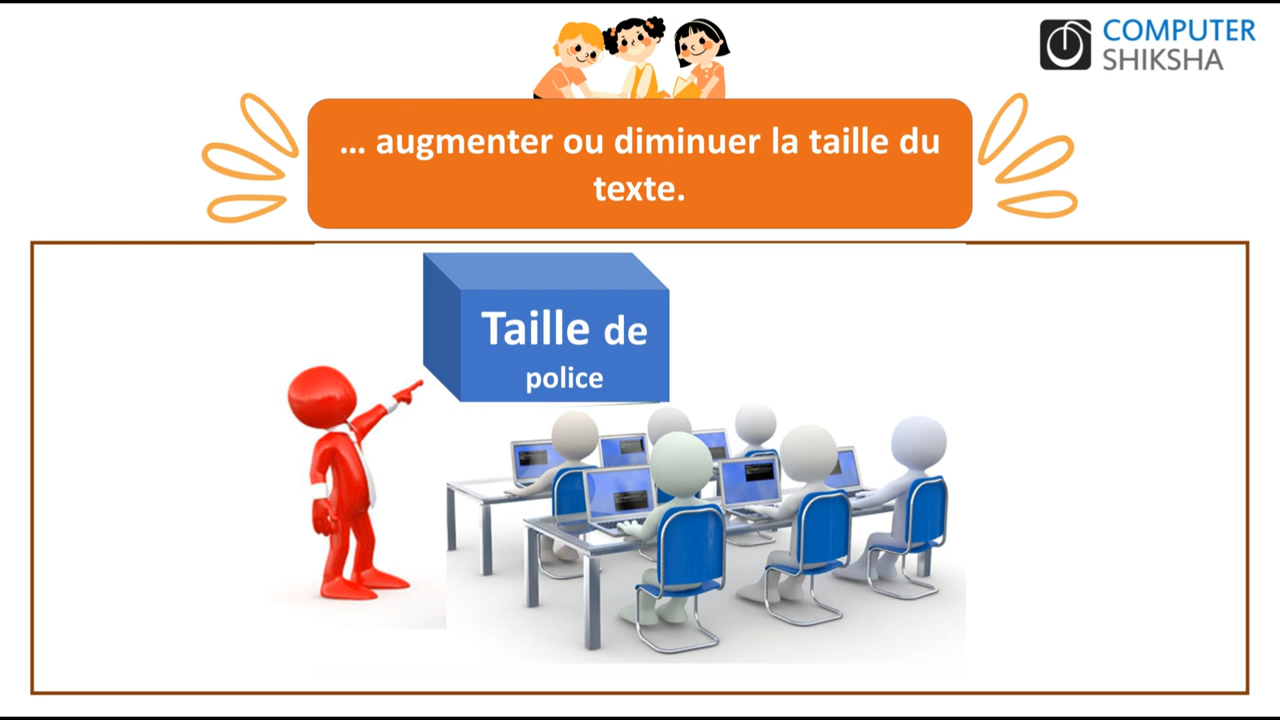 COMPUTER
SHIKSHA
... augmenter ou diminuer la taille du
texte.
Taille de
police